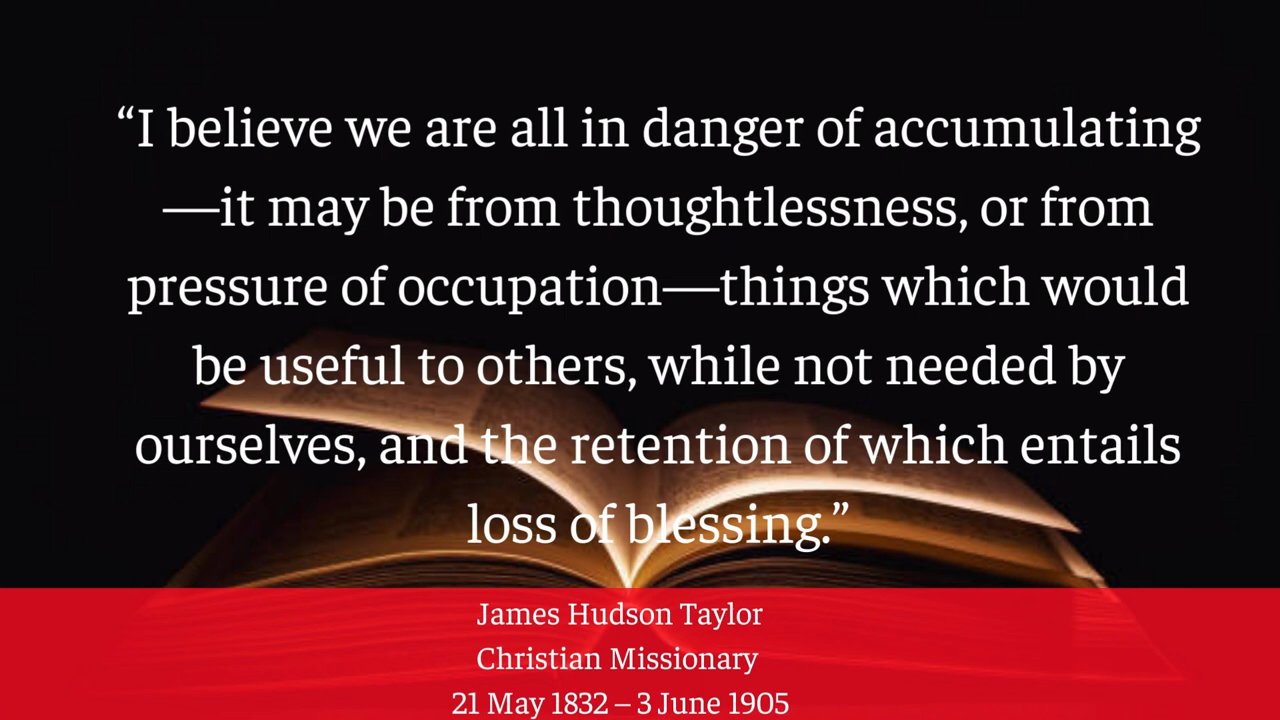 “I believe we are all in danger of accumulating
—it may be from thoughtlessness, or from
pressure of occupation—things which would
be useful to others, while not needed by
ourselves, and the retention of which entails
loss of blessing.”
James Hudson Taylor
Christian Missionary
21 May 1832 – 3 June 1905